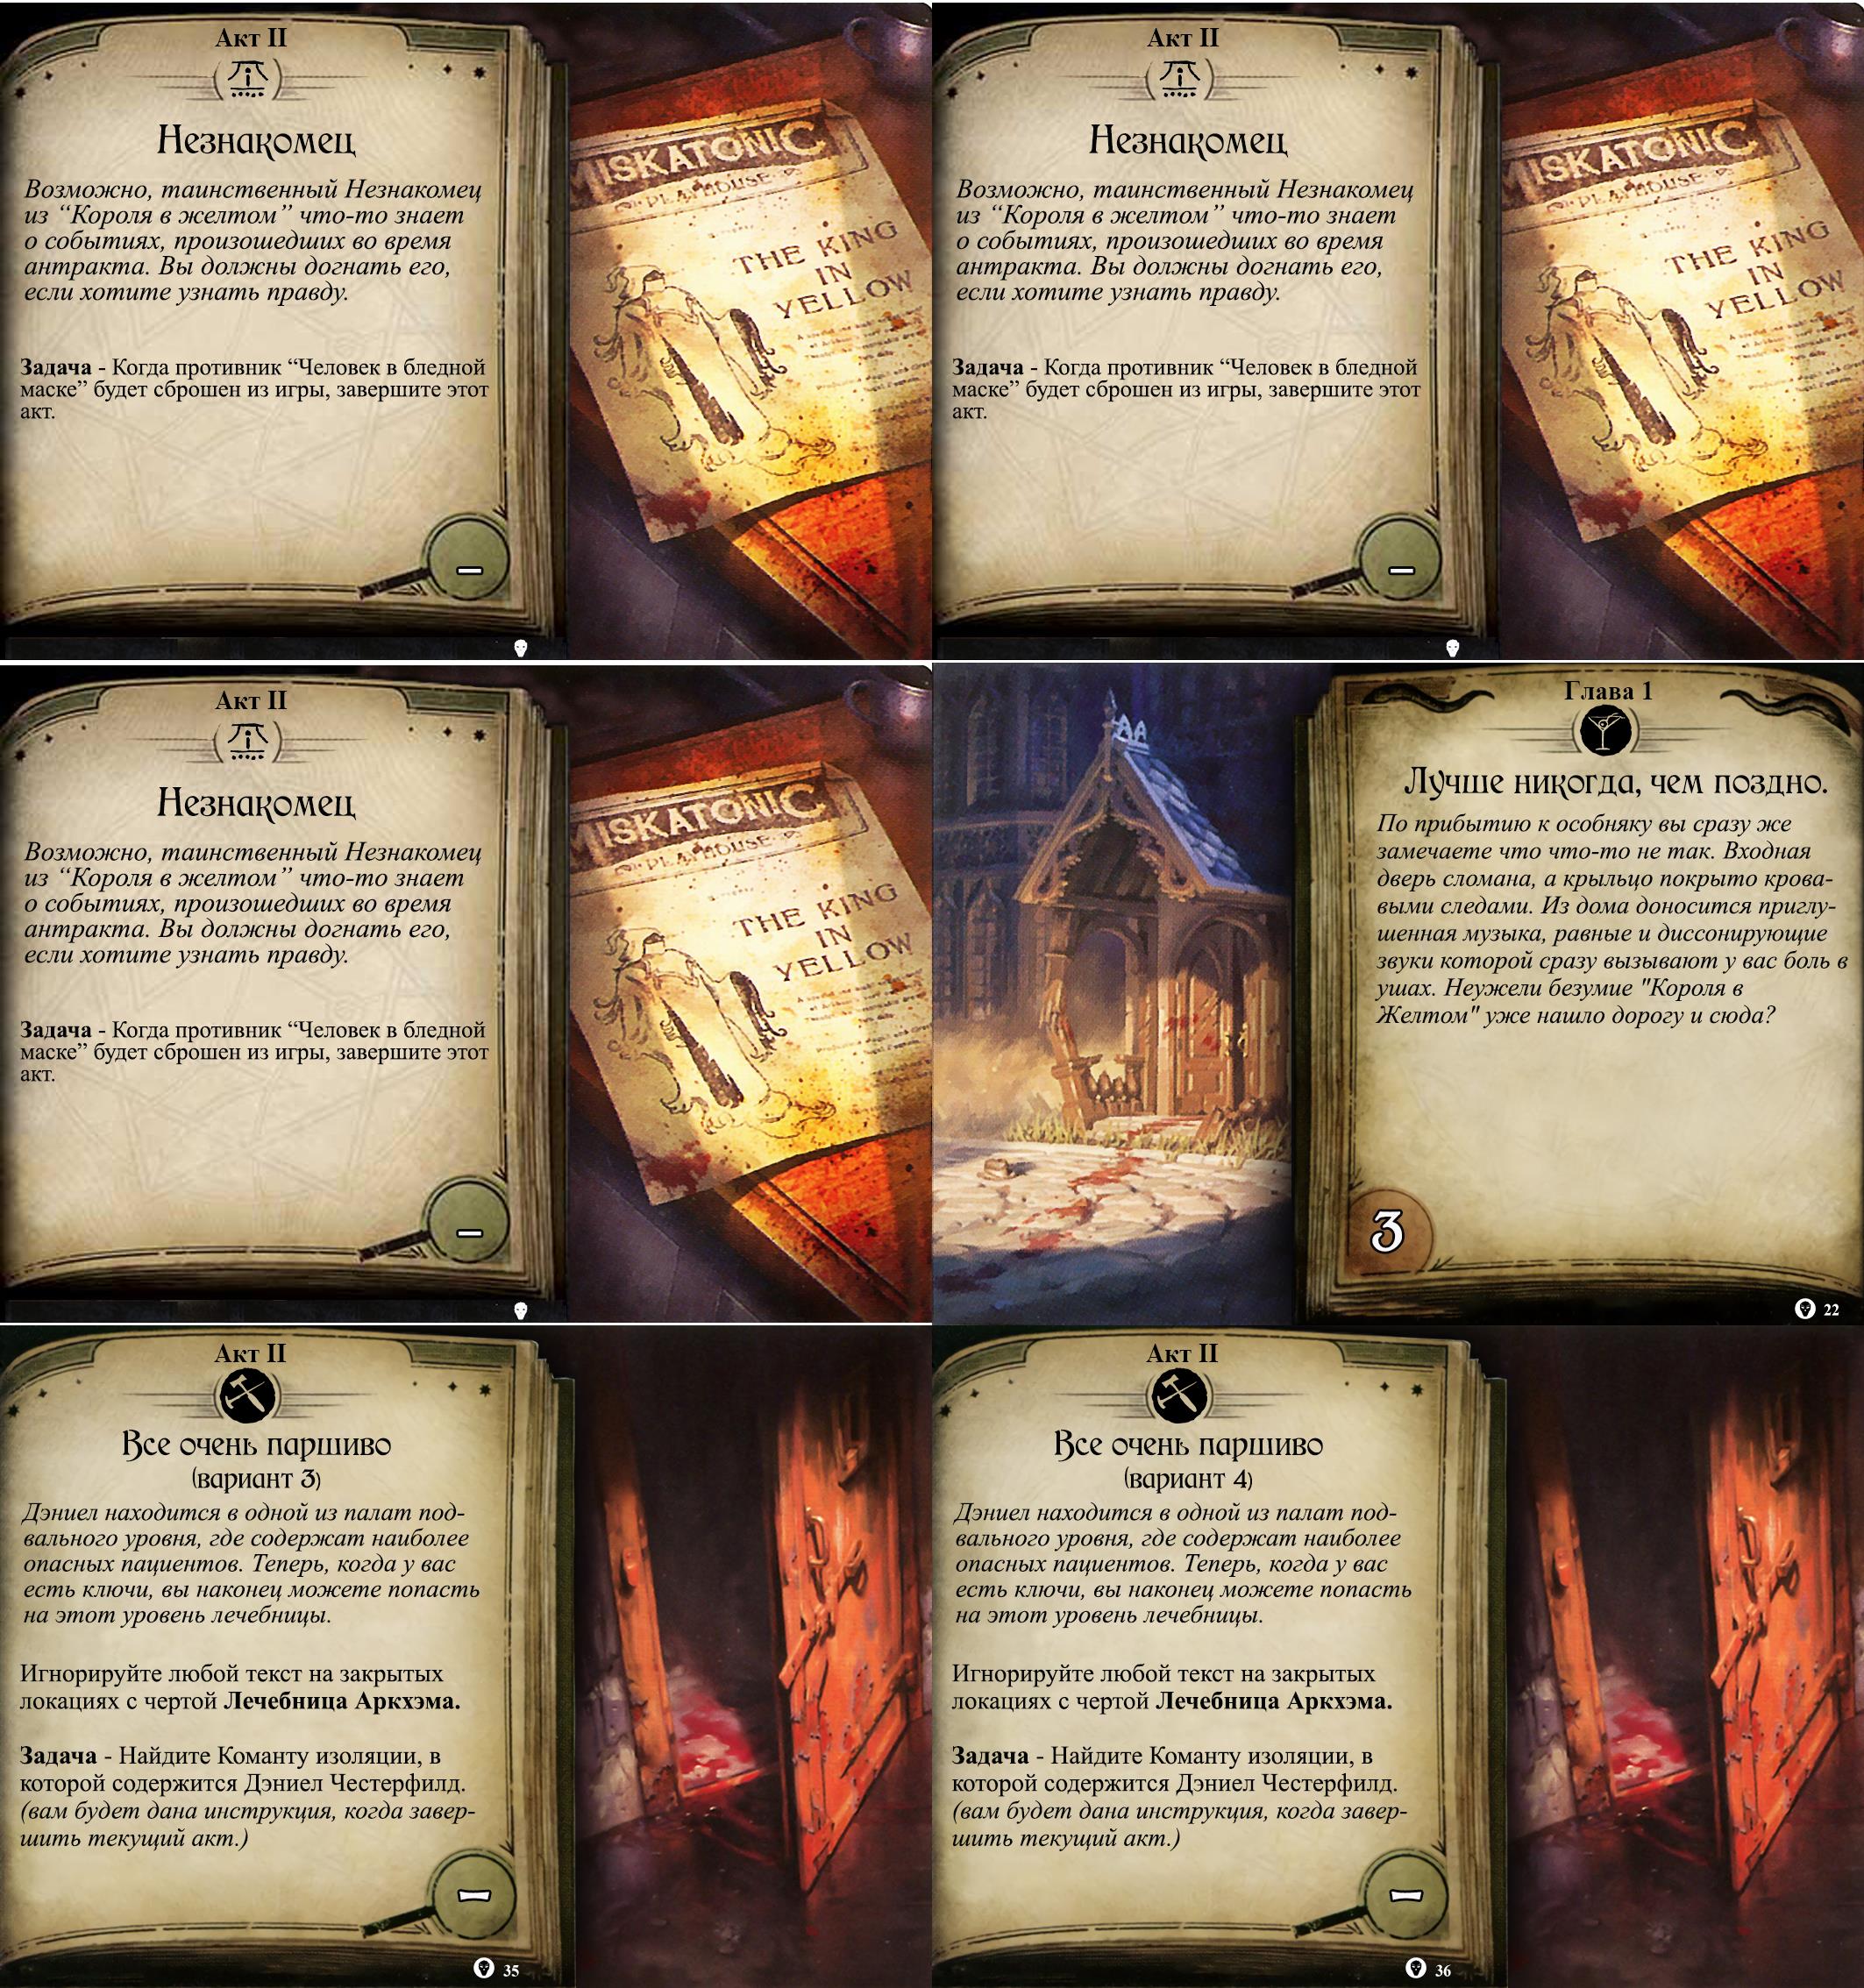 Акт II
Незнакомец
Возможно, таинственный Незнакомец
из “Короля в желтом” что-то знает
о событиях, произошедших во время
антракта. Вы должны догнать его,
если хотите узнать правду.
Задача - Когда противник “Человек в бледной
маске” будет сброшен из игры, завершите этот
акт.
–
MISKATONIC
PLAYHOUSE
THE KING
IN
YELLOW
Акт II
Незнакомец
Возможно, таинственный Незнакомец
из “Короля в желтом” что-то знает
о событиях, произошедших во время
антракта. Вы должны догнать его,
если хотите узнать правду.
Задача - Когда противник “Человек в бледной
маске” будет сброшен из игры, завершите этот
акт.
–
MISKATONIC
PLAYHOUSE
THE KING
IN
YELLOW
Акт II
Незнакомец
Возможно, таинственный Незнакомец
из “Короля в желтом” что-то знает
о событиях, произошедших во время
антракта. Вы должны догнать его,
если хотите узнать правду.
Задача - Когда противник “Человек в бледной
маске” будет сброшен из игры, завершите этот
акт.
–
MISKATONIC
PLAYHOUSE
THE KING
IN
YELLOW
Глава 1
Лучше никогда, чем поздно.
По прибытию к особняку вы сразу же
замечаете что что-то не так. Входная
дверь сломана, а крыльцо покрыто крова-
выми следами. Из дома доносится приглу-
шенная музыка, равные и диссонирующие
звуки которой сразу вызывают у вас боль в
ушах. Неужели безумие "Короля в
Желтом" уже нашло дорогу и сюда?
3
22
Акт II
Все очень паршиво
(вариант 3)
Дэниел находится в одной из палат под-
вального уровня, где содержат наиболее
опасных пациентов. Теперь, когда у вас
есть ключи, вы наконец можете попасть
на этот уровень лечебницы.
Игнорируйте любой текст на закрытых
локациях с чертой Лечебница Аркхэма.
Задача - Найдите Команту изоляции, в
которой содержится Дэниел Честерфилд.
(вам будет дана инструкция, когда завер-
шить текущий акт.)
–
35
Акт II
Все очень паршиво
(вариант 4)
Дэниел находится в одной из палат под-
вального уровня, где содержат наиболее
опасных пациентов. Теперь, когда у вас
есть ключи, вы наконец можете попасть
на этот уровень лечебницы.
Игнорируйте любой текст на закрытых
локациях с чертой Лечебница Аркхэма.
Задача - Найдите Команту изоляции, в
которой содержится Дэниел Честерфилд.
(вам будет дана инструкция, когда завер-
шить текущий акт.)
–
36